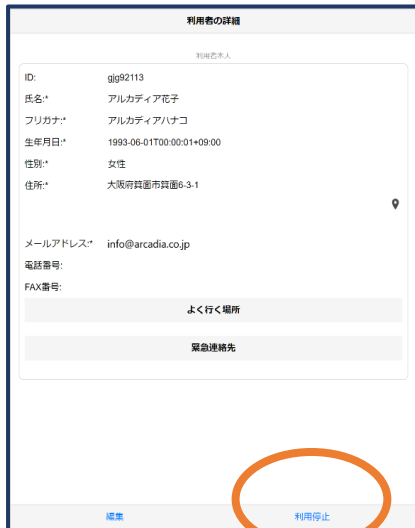 利用者の詳細
利用者本人
ID: gjg92113
氏名:* アルカディア花子
フリガナ:* アルカディアハナコ
生年月日:* 1993-06-01T00:00:01+09:00
性別:* 女性
住所:* 大阪府箕面市箕面6-3-1
メールアドレス:* info@arcadia.co.jp
電話番号:
FAX番号:
よく行く場所
緊急連絡先
編集 利用停止